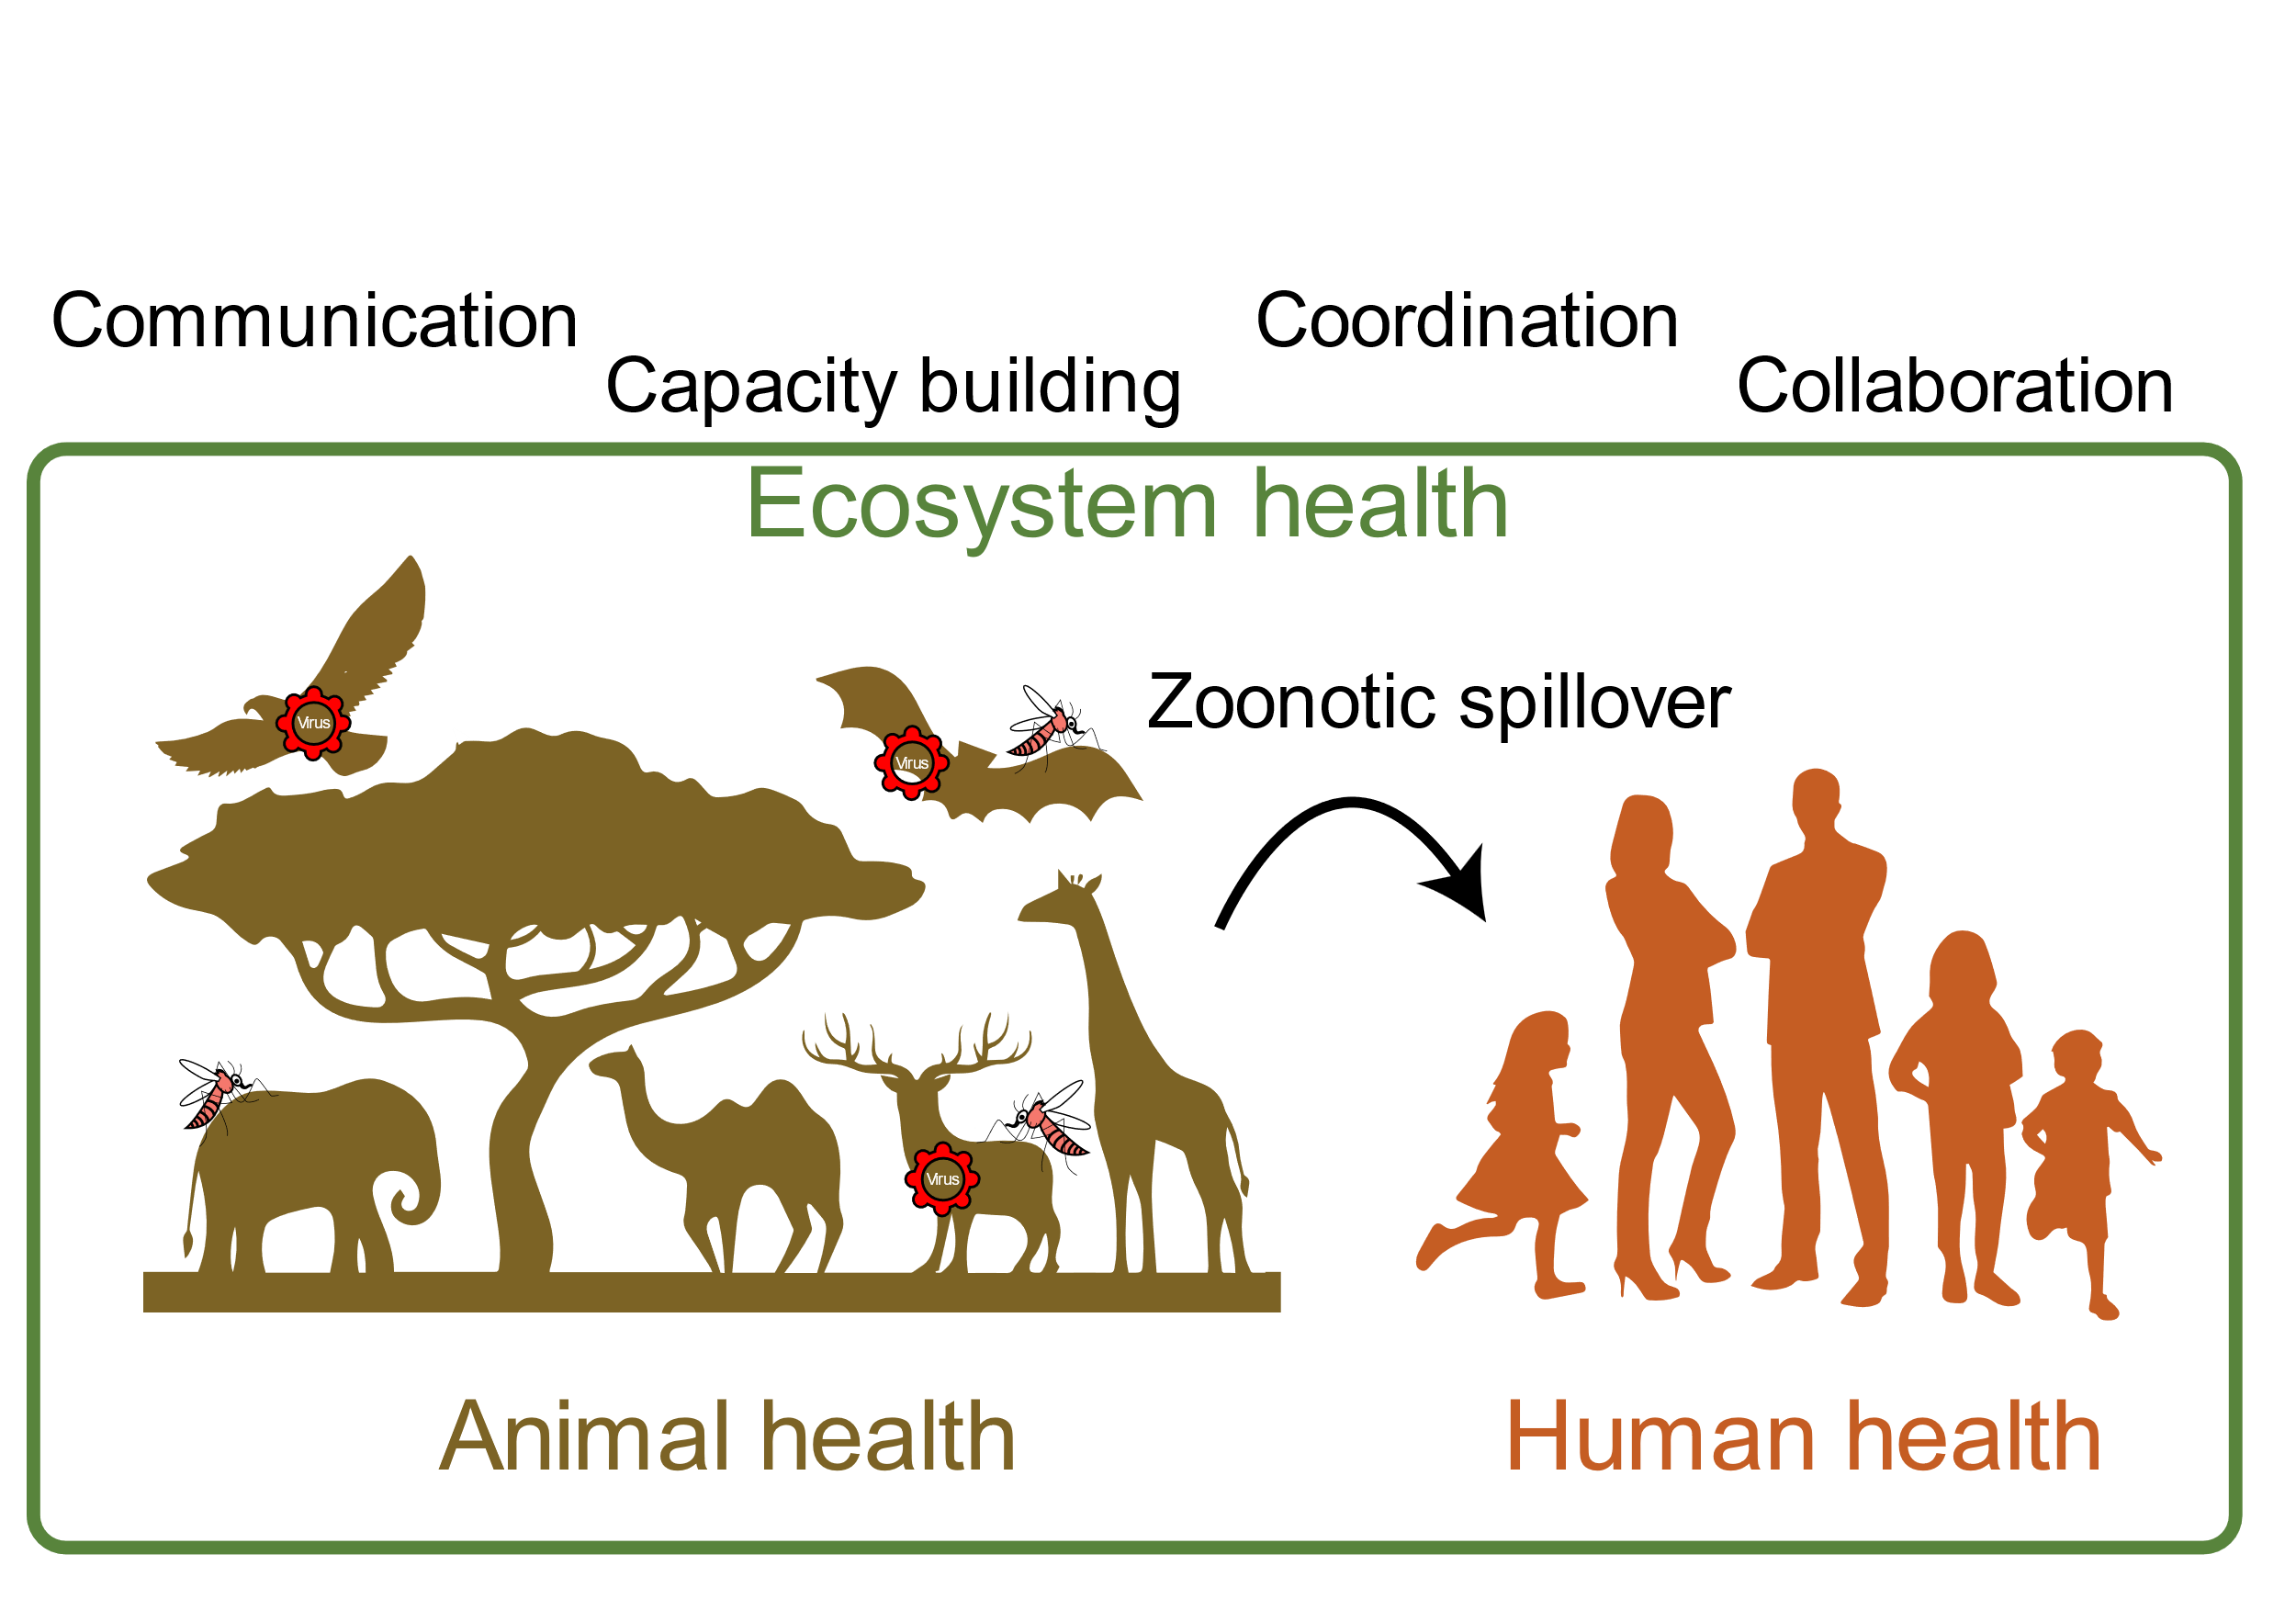 Communication
Coordination
Capacity building
Collaboration
Ecosystem health
Zoonotic spillover
Virus
Virus
Virus
Animal health
Human health